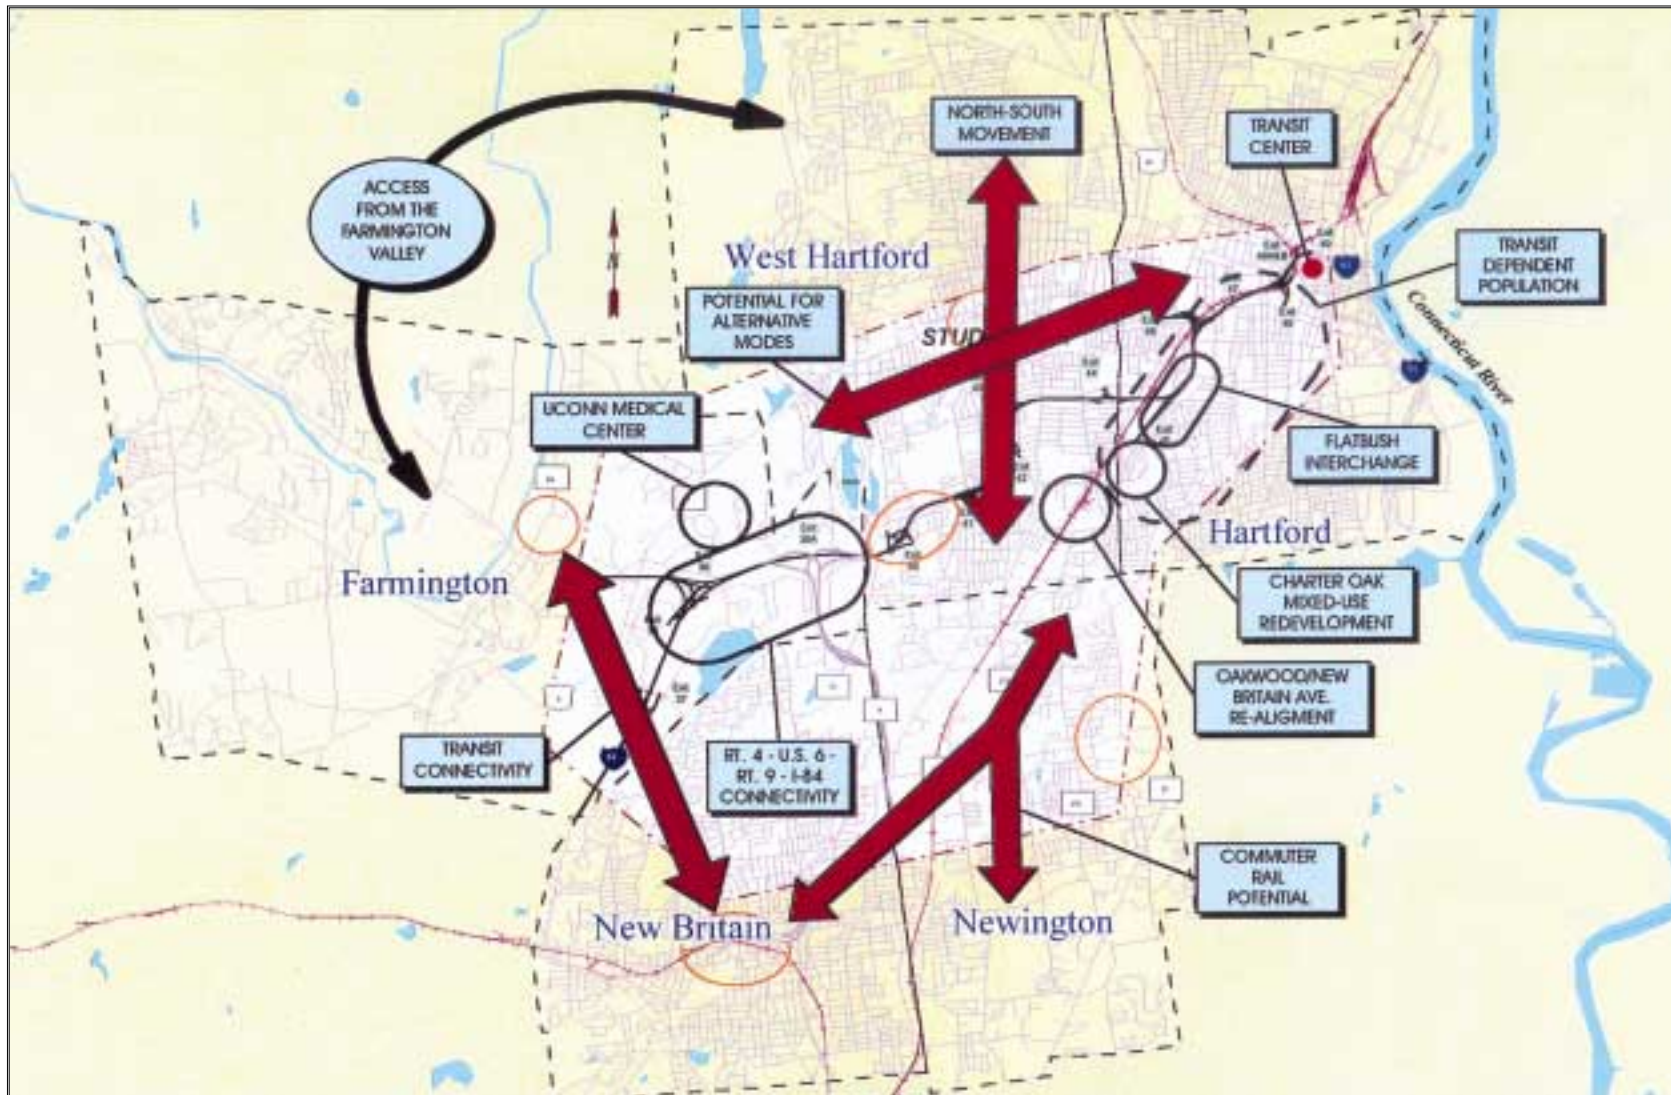 NORTH-SOUTH
MOVEMENT
TRANSIT
CENTER
ACCESS
FROM THE
FARMINGTON
VALLEY
N
West Hartford
TRANSIT
DEPENDENT
POPULATION
POTENTIAL FOR
ALTERNATIVE
MODES
STUD
Connecticut River
UCONN MEDICAL
CENTER
FLATBUSH
INTERCHANGE
Hartford
Farmington
CHARTER OAK
MIXED-USE
REDEVELOPMENT
OAKWOOD/NEW
BRITAIN AVE.
RE-ALIGMENT
TRANSIT
CONNECTIVITY
RT. 4 - U.S. 6 -
RT. 9 - I-84
CONNECTIVITY
COMMUTER
RAIL
POTENTIAL
New Britain
Newington